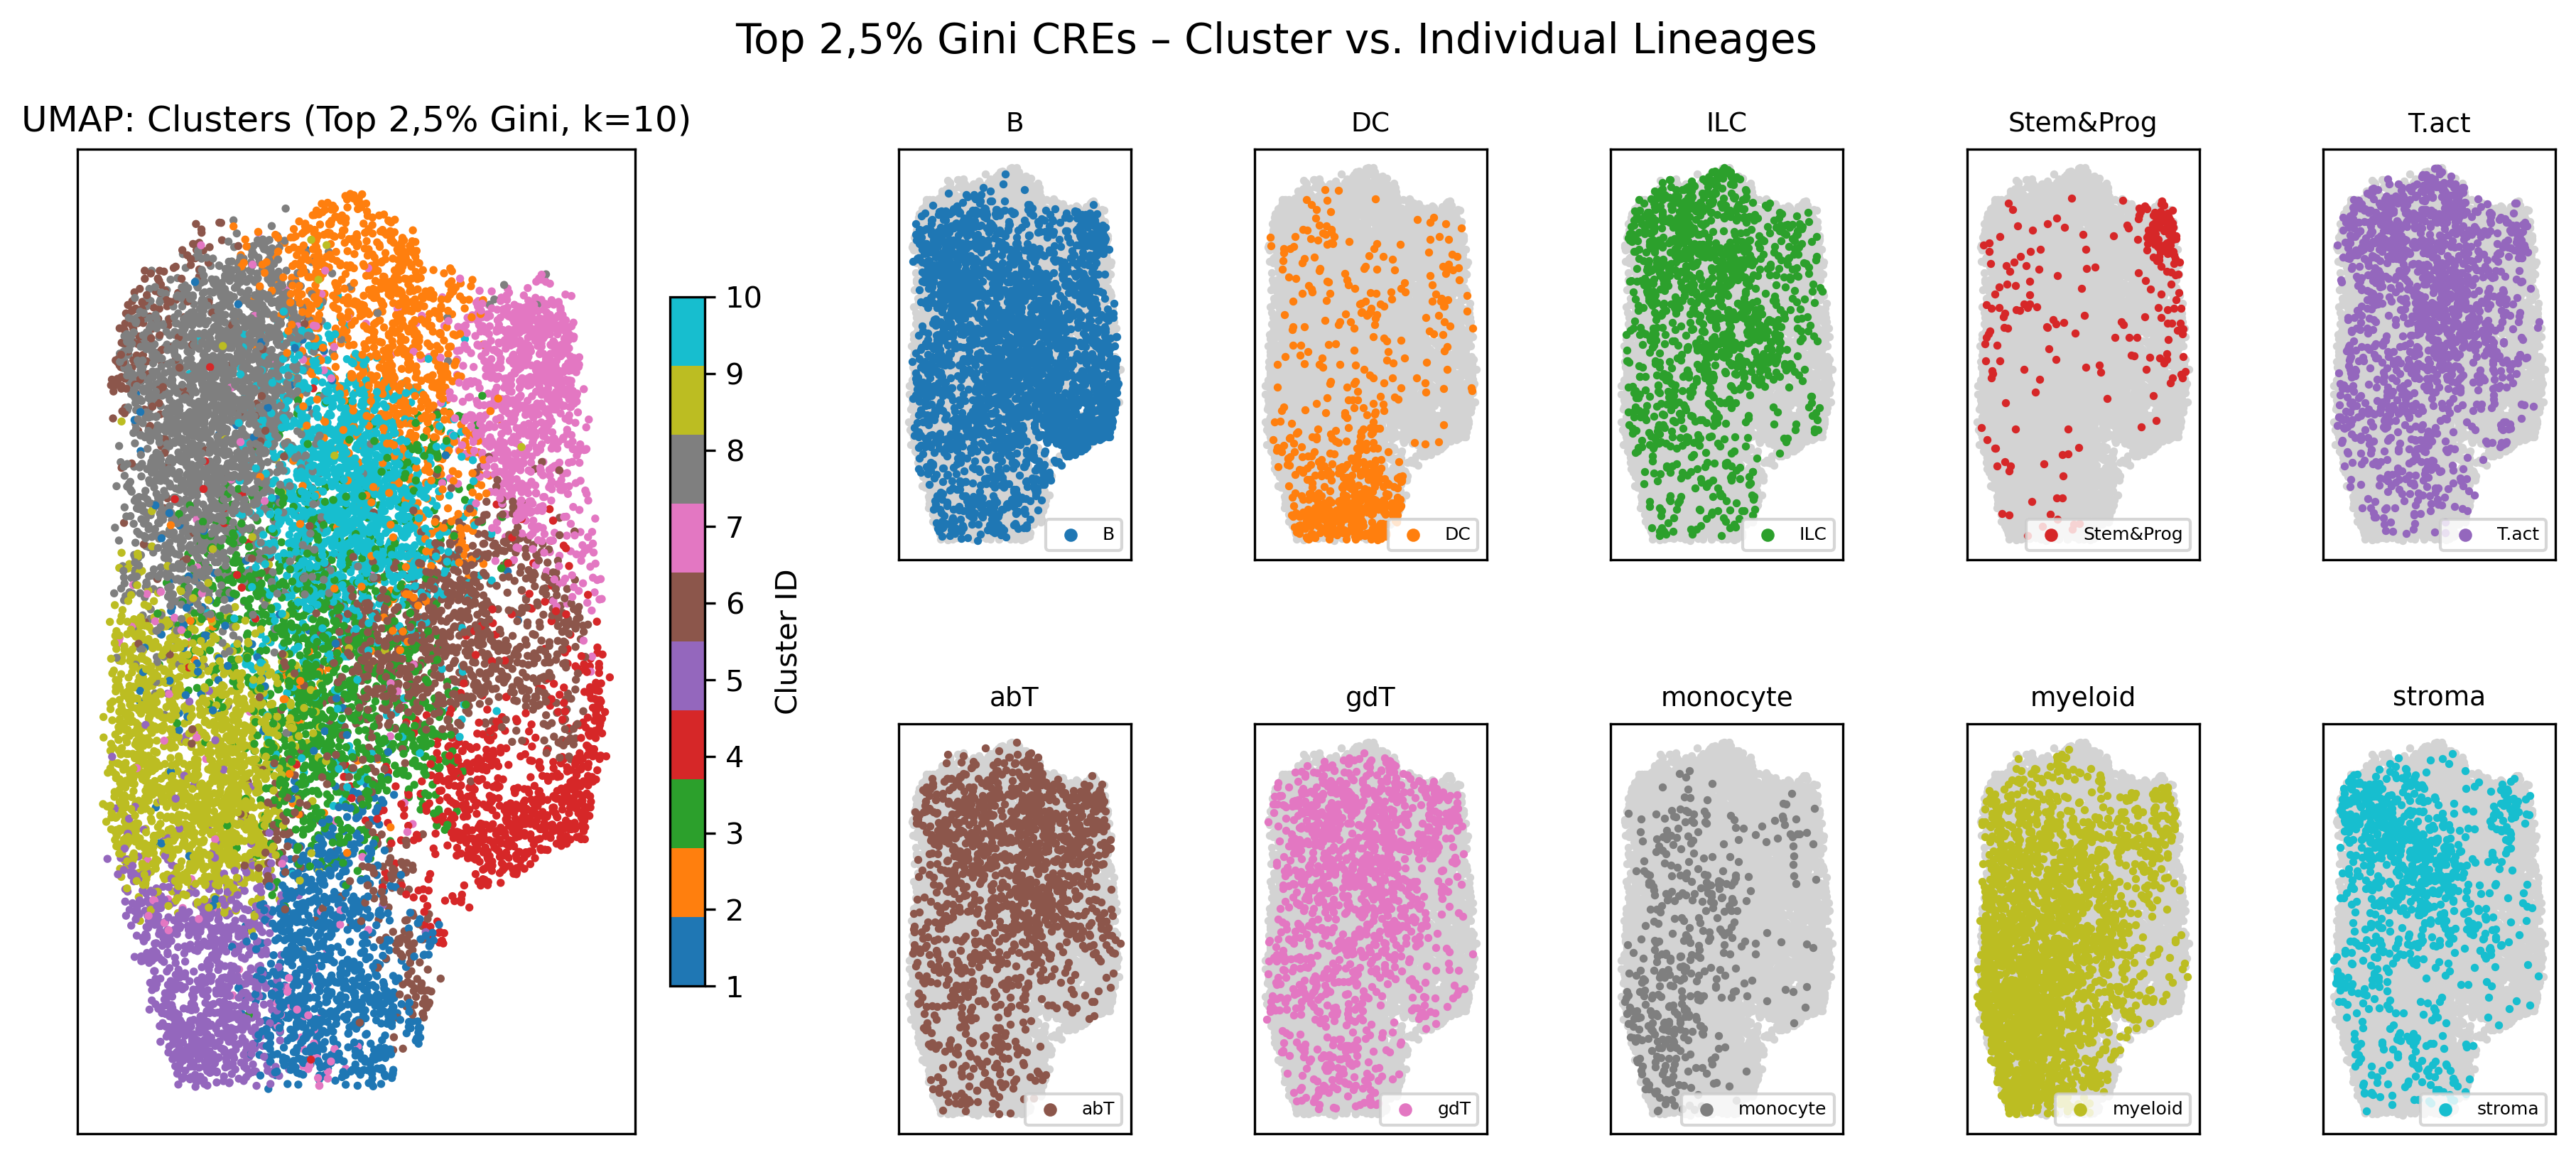 Top 2,5% Gini CREs – Cluster vs. Individual Lineages
UMAP: Clusters (Top 2,5% Gini, k=10)
10
9
8
7
6
5
4
3
2
1
Cluster ID
B
B
DC
DC
ILC
ILC
Stem&Prog
Stem&Prog
T.act
T.act
abT
abT
gdT
gdT
monocyte
monocyte
myeloid
myeloid
stroma
stroma